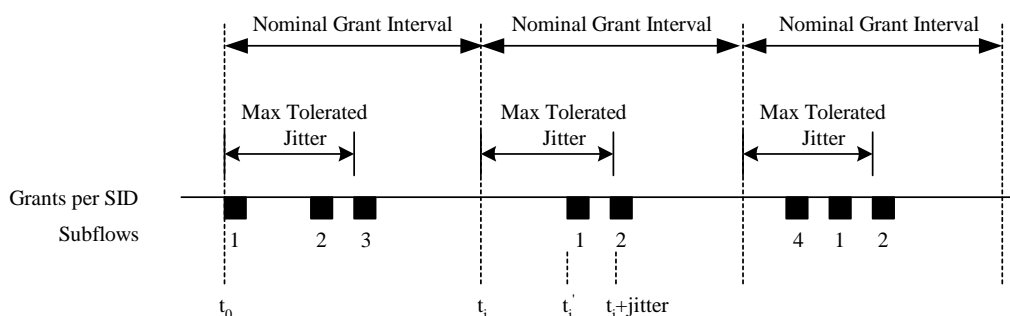 Nominal Grant Interval Nominal Grant Interval Nominal Grant Interval
Max Tolerated Jitter
Max Tolerated Jitter
Max Tolerated Jitter
Grants per SID
Subflows
1 2 3 1 2 4 1 2
t0 ti ti' ti+jitter